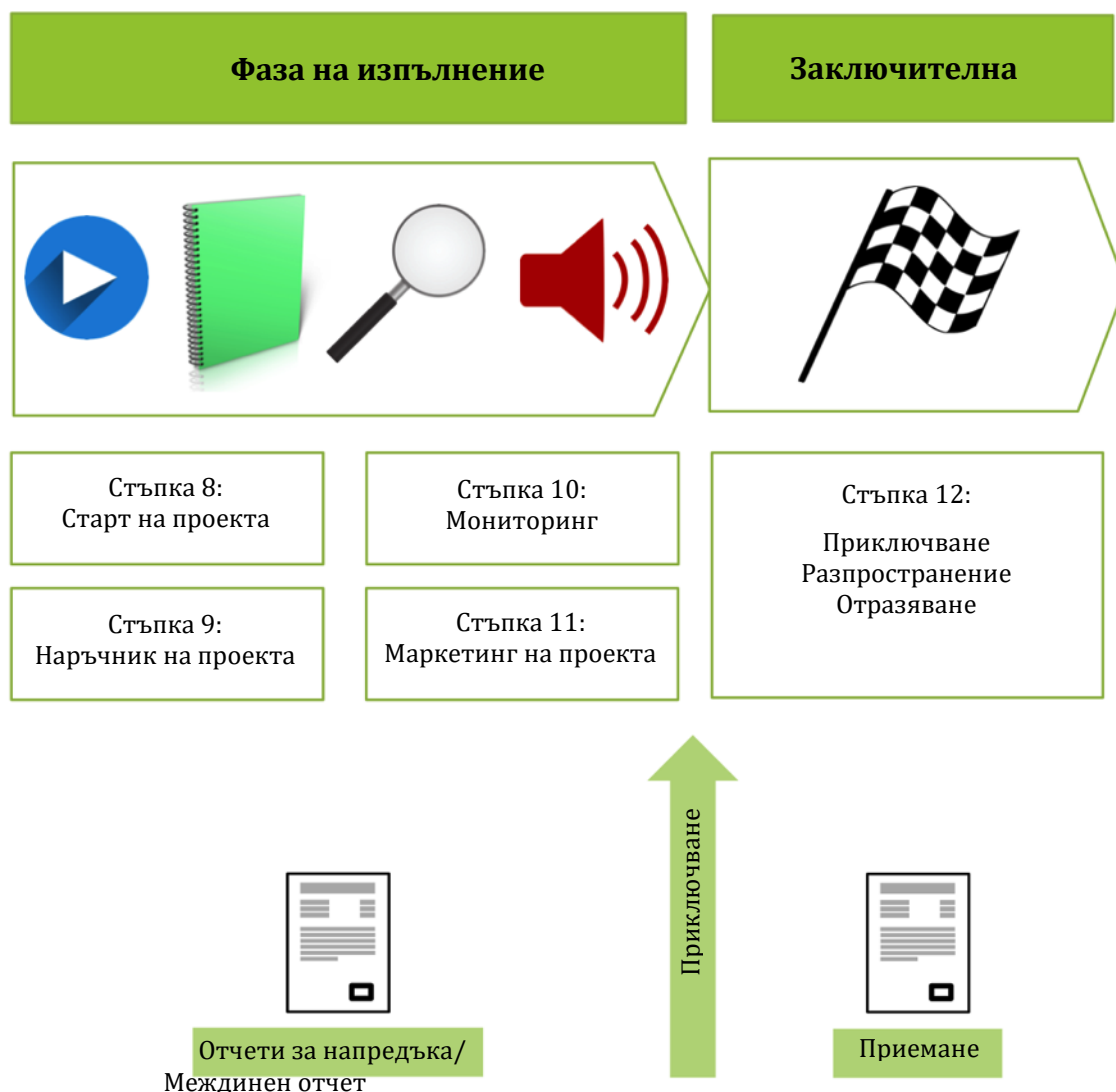 Фаза на изпълнение
Заключителна
Стъпка 8:
Старт на проекта
Стъпка 10:
Мониторинг
Стъпка 12:
Приключване
Разпространение
Отразяване
Стъпка 9:
Наръчник на проекта
Стъпка 11:
Маркетинг на проекта
Приключване
Отчети за напредъка/
Междинен отчет
Приемане